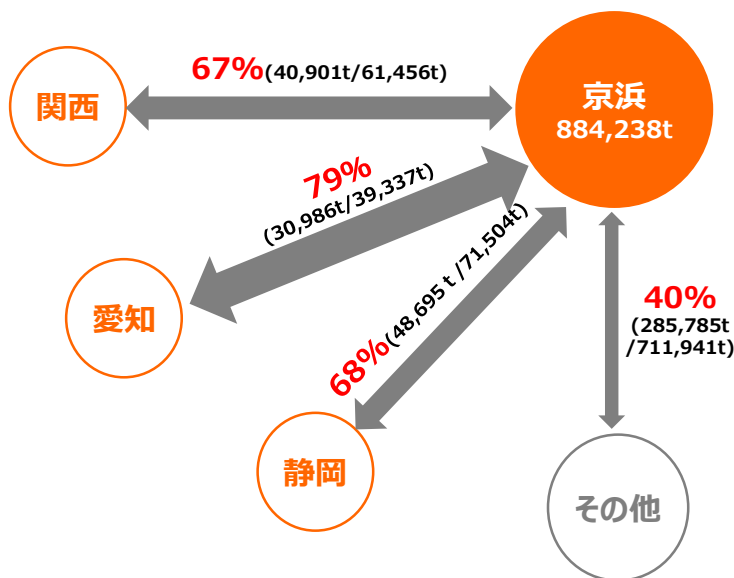 67%(40,901t/61,456t)
関西
京浜
884,238t
79%
(30,986t/39,337t)
愛知
68%(48,695 t /71,504t)
静岡
40%
(285,785t
/711,941t)
その他